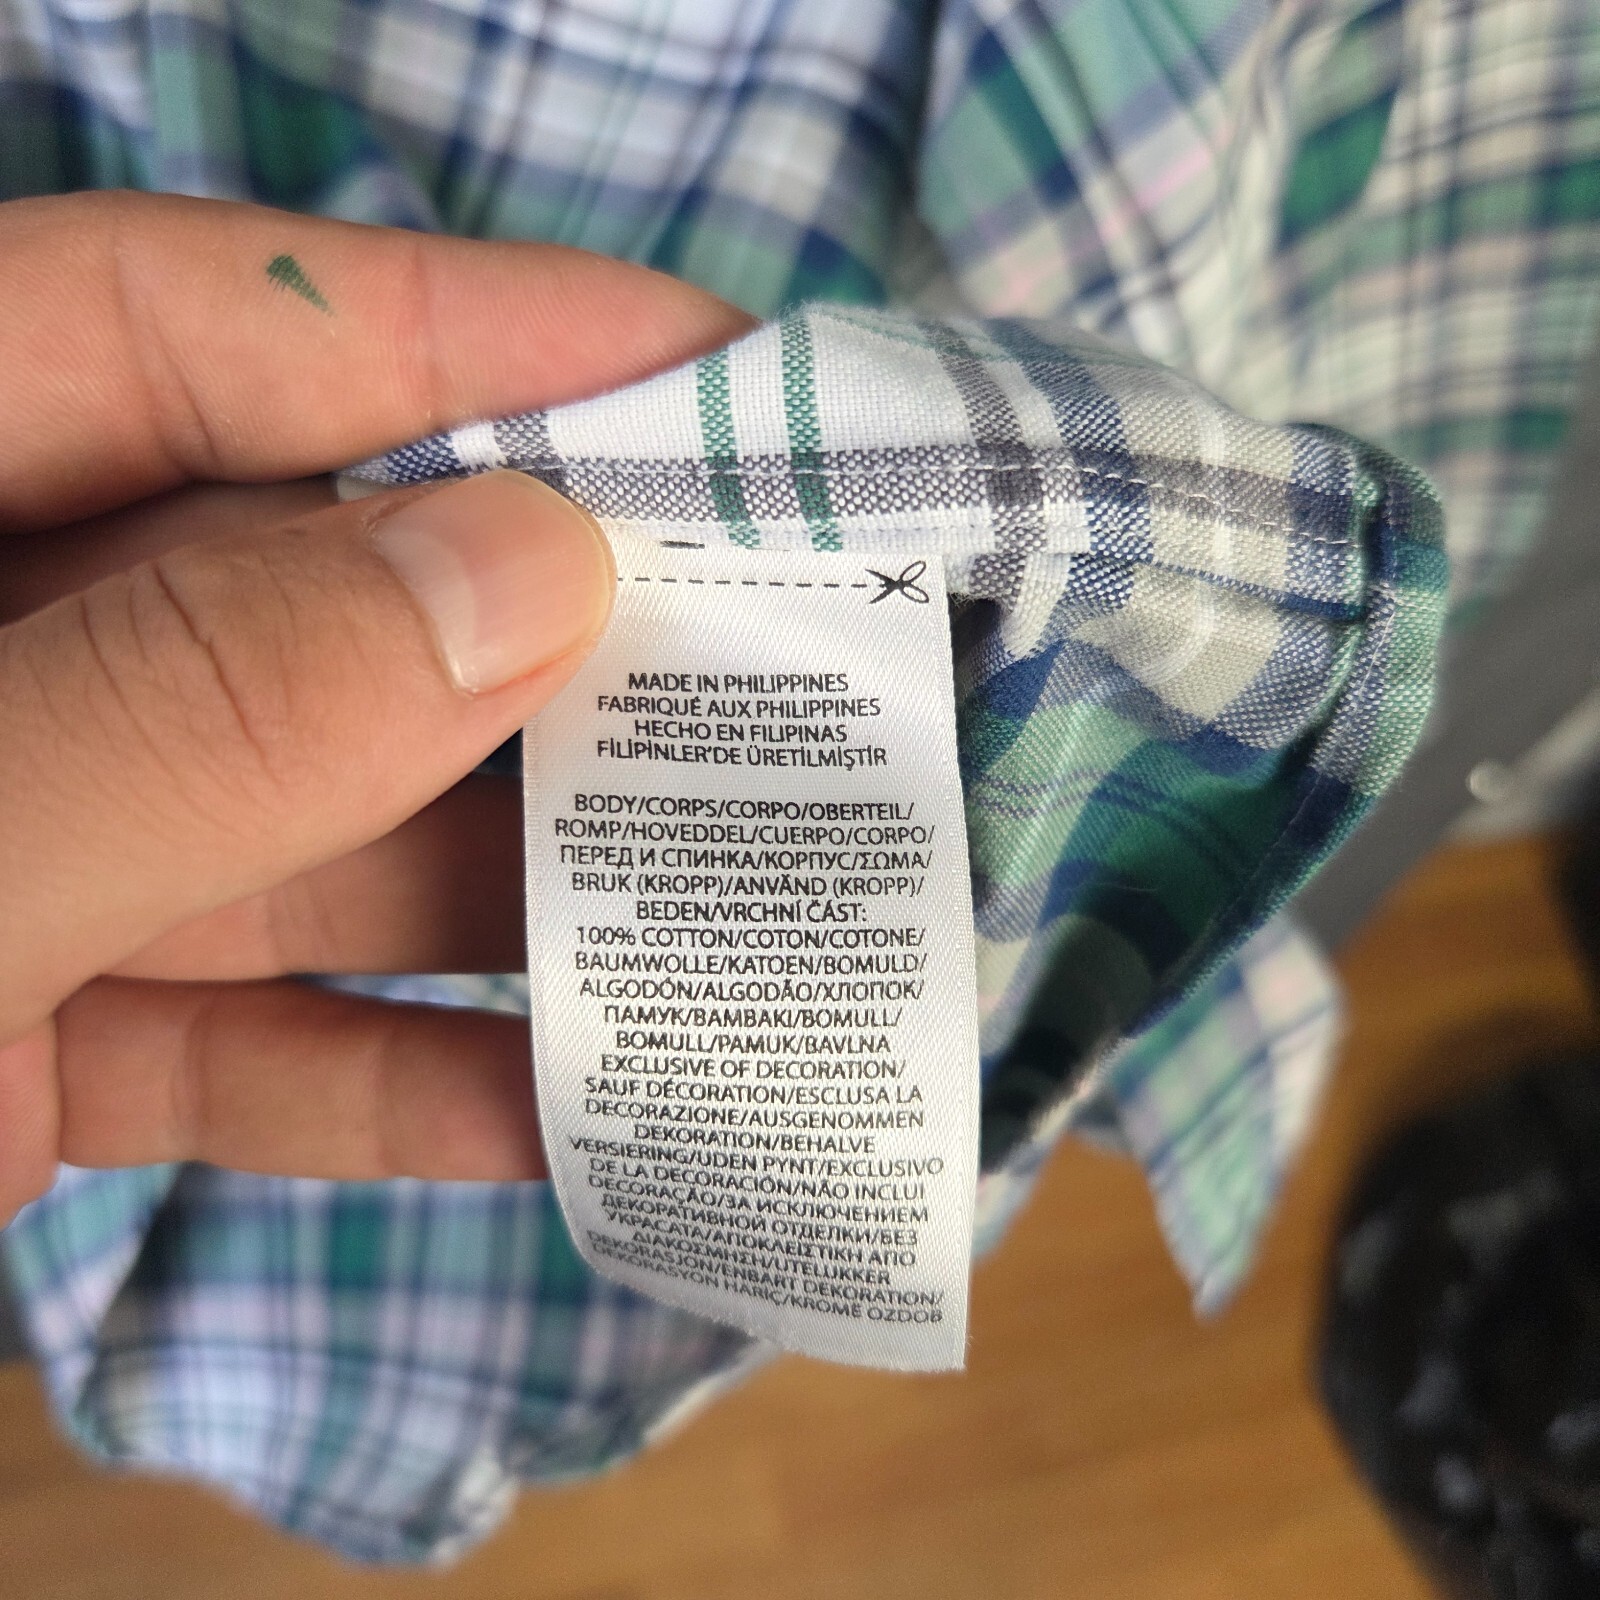 MADE IN PHILIPPINES
FABRIQUÉ AUX PHILIPPINES
HECHO EN FILIPINAS
FİLİPİNLER'DE ÜRETİLMİŞTİR
BODY/CORPS/CORPO/OBERTEIL/
ROMP/HOVEDDEL/CUERPO/CORPO/
ПЕРЕД И СПИНКА/КОРПУС/ΣΩΜΑ/
BRUK (KROPP)/ANVÄND (KROPP)/
BEDEN/VRCHNÍ ČÁST:
100% COTTON/COTON/COTONE/
BAUMWOLLE/KATOEN/BOMULD/
ALGODÓN/ALGODÃO/ХЛОПОК/
ПАМУК/ΒΑΜΒΑΚΙ/BOMULL/
BOMULL/PAMUK/BAVLNA
EXCLUSIVE OF DECORATION/
SAUF DÉCORATION/ESCLUSA LA
DECORAZIONE/AUSGENOMMEN
DEKORATION/BEHALVE
VERSIERING/UDEN PYNT/EXCLUSIVO
DE LA DECORACIÓN/NÃO INCLUI
DECORAÇÃO/ЗА ИСКЛЮЧЕНИЕМ
ДЕКОРАТИВНОЙ ОТДЕЛКИ/БЕЗ
УКРАСАТА/ΑΠΟΚΛΕΙΣΤΙΚΗ ΑΠΟ
ΔΙΑΚΟΣΜΗΣΗ/UTELUKKER
DEKORASJON/ENBART DEKORATION/
DEKORASYON HARİÇ/KROMĚ OZDOB